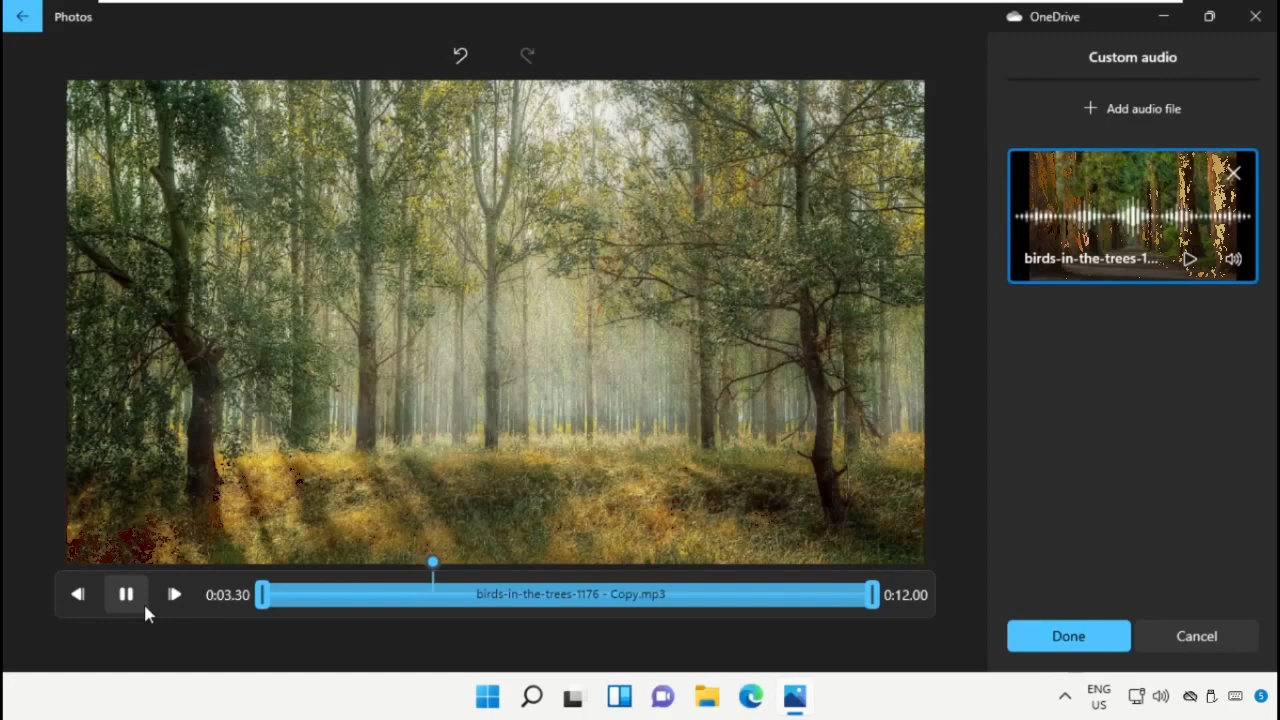 Photos
OneDrive
Custom audio
Add audio file
birds-in-the-trees-1...
0:03.30
birds-in-the-trees-1176 - Copy.mp3
0:12.00
Done
Cancel
ENG
US
5